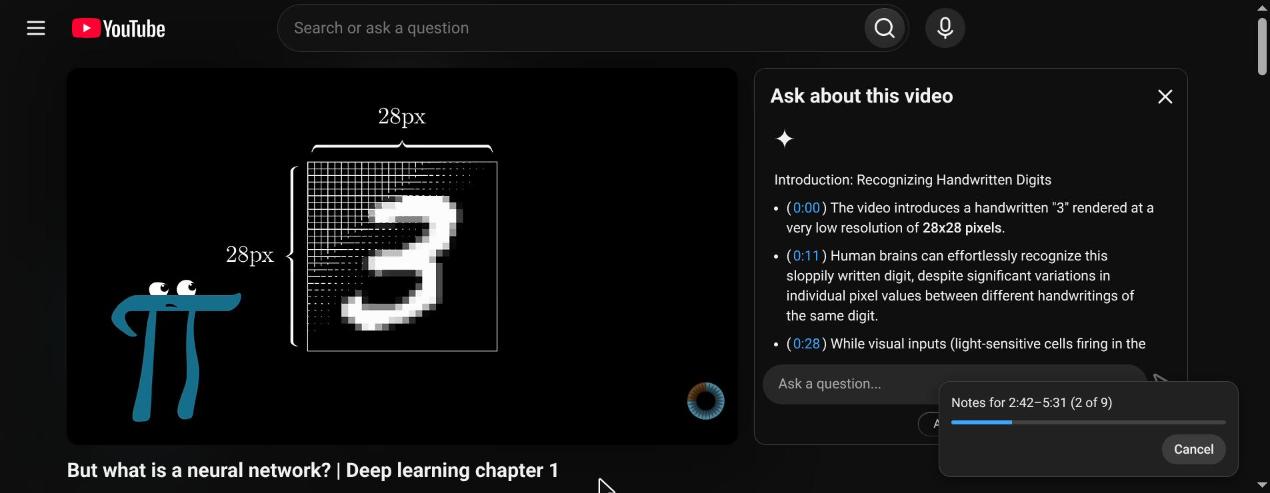 YouTube
Search or ask a question
28px
28px
But what is a neural network? | Deep learning chapter 1
Ask about this video
Introduction: Recognizing Handwritten Digits
• (0:00) The video introduces a handwritten "3" rendered at a
very low resolution of 28x28 pixels.
• (0:11) Human brains can effortlessly recognize this
sloppily written digit, despite significant variations in
individual pixel values between different handwritings of
the same digit.
• (0:28) While visual inputs (light-sensitive cells firing in the
Ask a question...
Notes for 2:42–5:31 (2 of 9)
Cancel